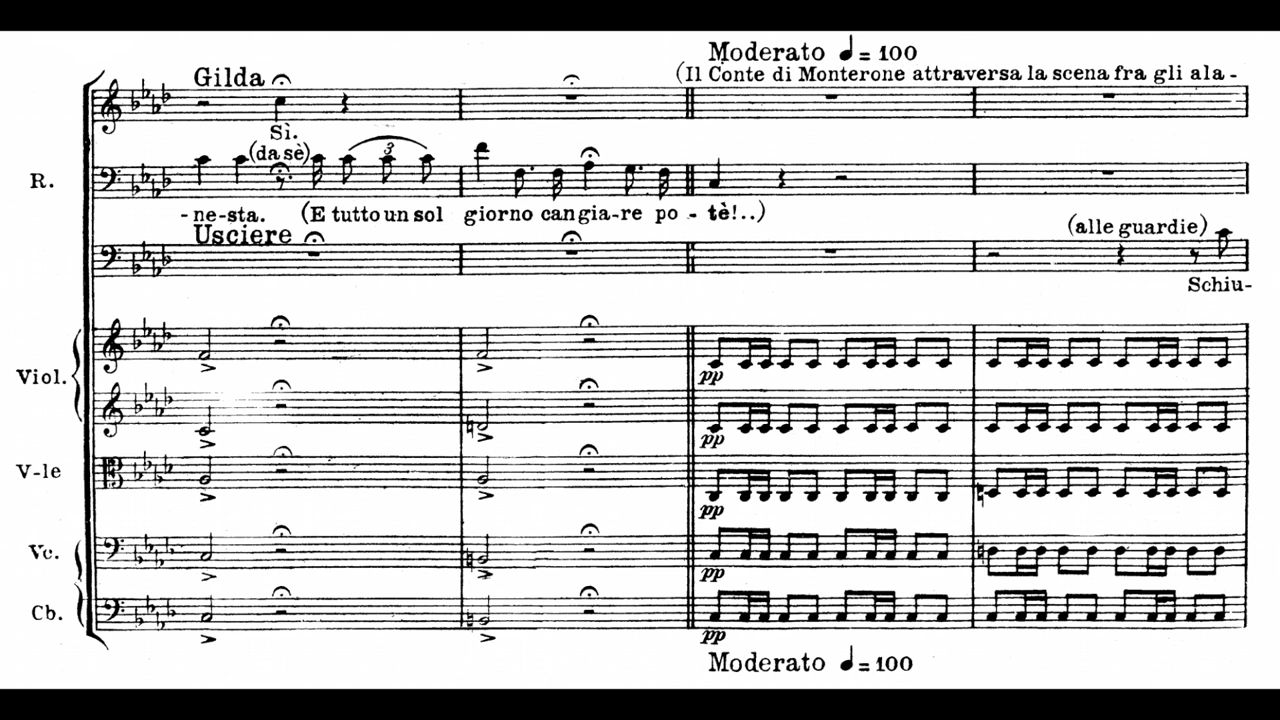 Moderato ♩= 100
Gilda
(Il Conte di Monterone attraversa la scena fra gli ala -
Sì.
(da sè)
3
R.
- ne-sta. (E tutto un sol giorno cangia-re po - tè!..)
Usciere
(alle guardie)
Schiu-
Viol.
pp
pp
V-le
pp
Vc.
pp
Cb.
pp
Moderato ♩= 100